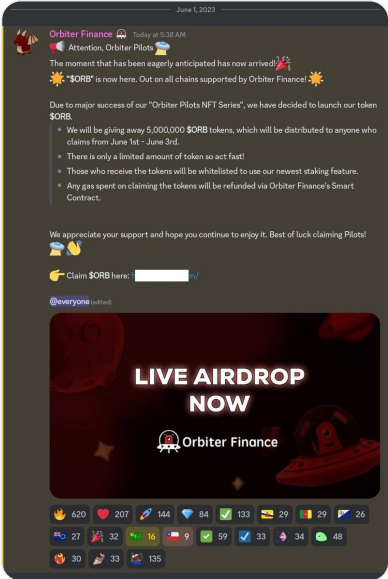 June 1, 2023
Orbiter Finance Today at 5:38 AM
Attention, Orbiter Pilots
The moment that has been eagerly anticipated has now arrived!
"$ORB" is now here. Out on all chains supported by Orbiter Finance!
Due to major success of our "Orbiter Pilots NFT Series", we have decided to launch our token
$ORB.
• We will be giving away 5,000,000 $ORB tokens, which will be distributed to anyone who
claims from June 1st - June 3rd.
• There is only a limited amount of token so act fast!
• Those who receive the tokens will be whitelisted to use our newest staking feature.
• Any gas spent on claiming the tokens will be refunded via Orbiter Finance's Smart
Contract.
We appreciate your support and hope you continue to enjoy it. Best of luck claiming Pilots!
Claim $ORB here:
@everyone (edited)
LIVE AIRDROP
NOW
Orbiter Finance
620 207 144 84 133 29 29 26
27 32 16 9 59 33 34 48
30 33 135